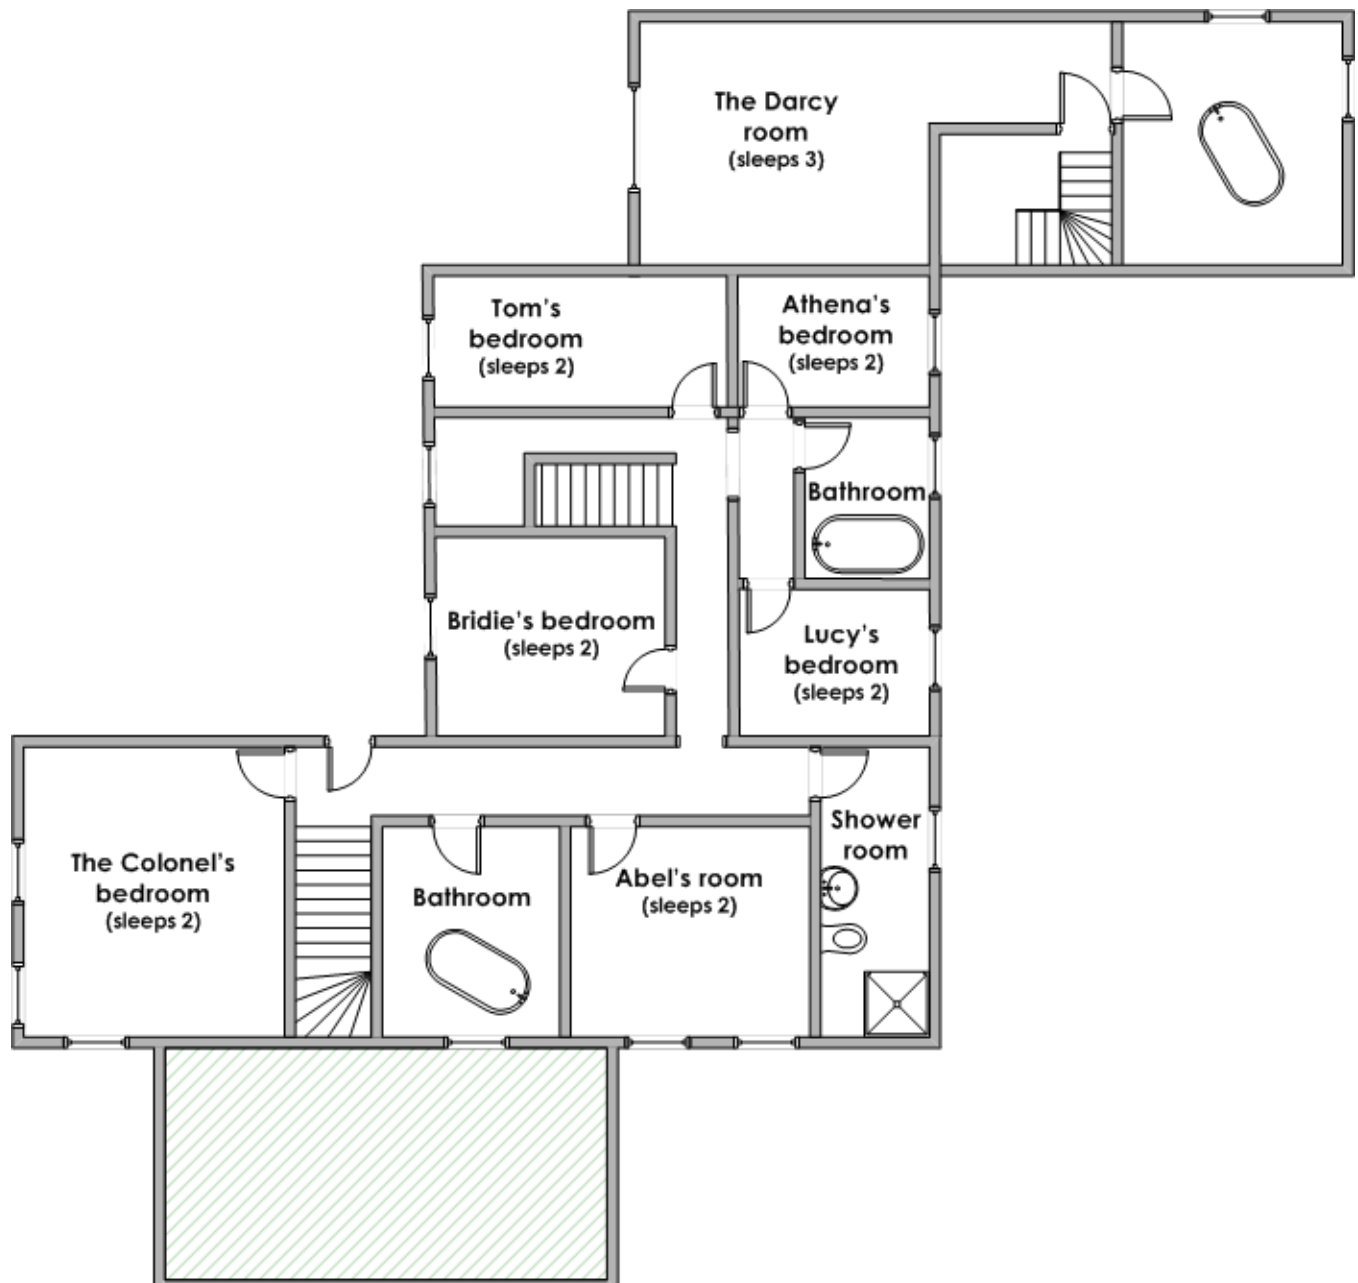 The Darcy
room
(sleeps 3)
Tom's
bedroom
(sleeps 2)
Athena's
bedroom
(sleeps 2)
Bathroom
Bridie's bedroom
(sleeps 2)
Lucy's
bedroom
(sleeps 2)
The Colonel's
bedroom
(sleeps 2)
Bathroom
Abel's room
(sleeps 2)
Shower
room